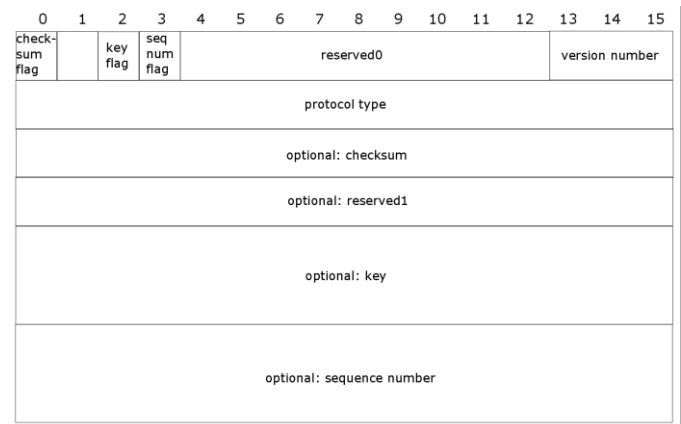 0 1 2 3 4 5 6 7 8 9 10 11 12 13 14 15
check-
sum
flag
key
flag
seq
num
flag
reserved0
version number
protocol type
optional: checksum
optional: reserved1
optional: key
optional: sequence number